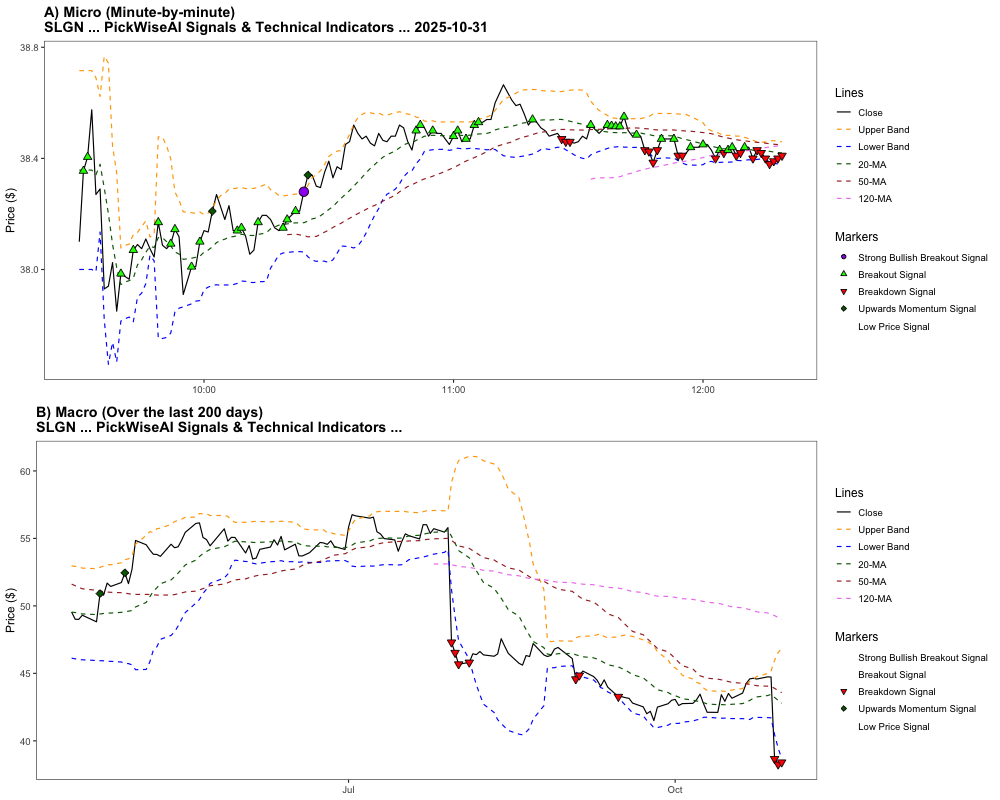 A) Micro (Minute-by-minute)
SLGN ... PickWiseAI Signals & Technical Indicators ... 2025-10-31
38.8
38.4
38.0
Price ($)
10:00
11:00
12:00
Lines
Close
Upper Band
Lower Band
20-MA
50-MA
120-MA
Markers
Strong Bullish Breakout Signal
Breakout Signal
Breakdown Signal
Upwards Momentum Signal
Low Price Signal
B) Macro (Over the last 200 days)
SLGN ... PickWiseAI Signals & Technical Indicators ...
60
55
50
45
40
Price ($)
Jul
Oct
Lines
Close
Upper Band
Lower Band
20-MA
50-MA
120-MA
Markers
Strong Bullish Breakout Signal
Breakout Signal
Breakdown Signal
Upwards Momentum Signal
Low Price Signal